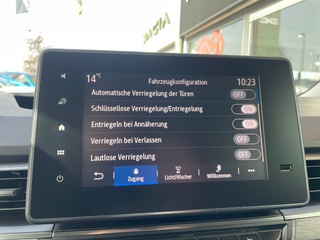 14°C Fahrzeugkonfiguration 10:23
Automatische Verriegelung der Türen OFF
Schlüssellose Verriegelung/Entriegelung ON
Entriegeln bei Annäherung ON
Verriegeln bei Verlassen OFF
Lautlose Verriegelung OFF
Zugang Licht/Wischer Willkommen